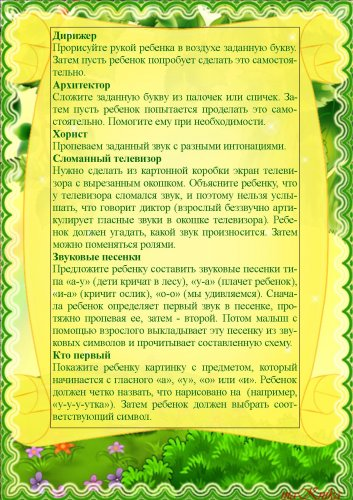 Дирижер
Прорисуйте рукой ребенка в воздухе заданную букву.
Затем пусть ребенок попробует сделать это самостоя-
тельно.
Архитектор
Сложите заданную букву из палочек или спичек. За-
тем пусть ребенок попытается проделать это само-
стоятельно. Помогите ему при необходимости.
Хорист
Пропеваем заданный звук с разными интонациями.
Сломанный телевизор
Нужно сделать из картонной коробки экран телеви-
зора с вырезанным окошком. Объясните ребенку, что
у телевизора сломался звук, и поэтому нельзя услы-
шать, что говорит диктор (взрослый беззвучно арти-
кулирует гласные звуки в окошке телевизора). Ребе-
нок должен угадать, какой звук произносится. Затем
можно поменяться ролями.
Звуковые песенки
Предложите ребенку составить звуковые песенки ти-
па «а-у» (дети кричат в лесу), «у-а» (плачет ребенок),
«и-а» (кричит ослик), «о-о» (мы удивляемся). Снача-
ла ребенок определяет первый звук в песенке, про-
тяжно пропевая ее, затем - второй. Потом малыш с
помощью взрослого выкладывает эту песенку из зву-
ковых символов и прочитывает составленную схему.
Кто первый
Покажите ребенку картинку с предметом, который
начинается с гласного «а», «у», «о» или «и». Ребенок
должен четко назвать, что нарисовано на (например,
«у-у-у-утка»). Затем ребенок должен выбрать соот-
ветствующий символ.